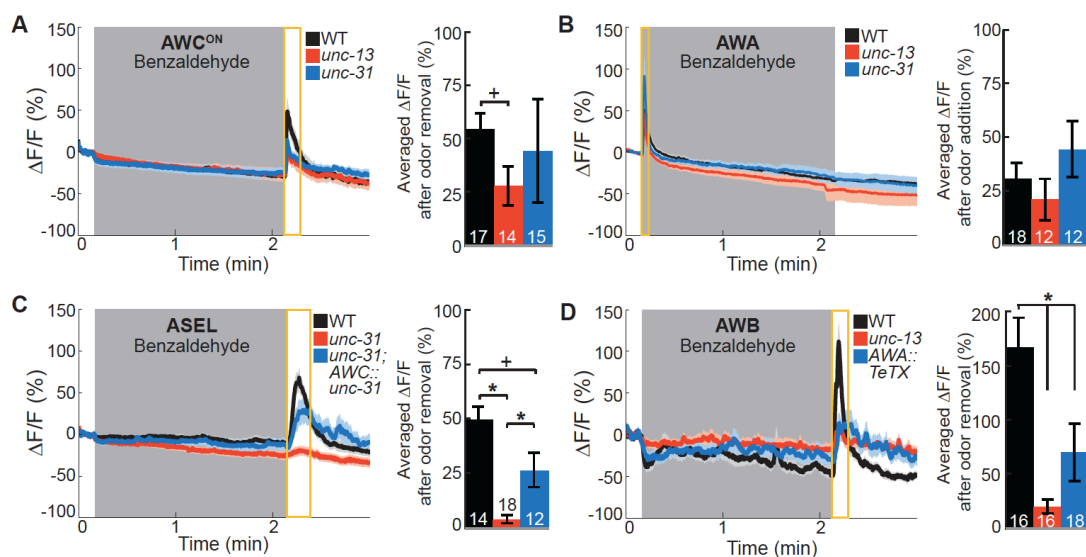 A
AWC^ON
Benzaldehyde
WT
unc-13
unc-31
ΔF/F (%)
150
100
50
0
-50
-100
0
1
2
Time (min)
Averaged ΔF/F
after odor removal (%)
100
75
50
25
0
+
17
14
15
B
AWA
Benzaldehyde
WT
unc-13
unc-31
ΔF/F (%)
150
100
50
0
-50
-100
0
1
2
Time (min)
Averaged ΔF/F
after odor addition (%)
100
75
50
25
0
18
12
12
C
ASEL
Benzaldehyde
WT
unc-31
unc-31;
AWC::
unc-31
ΔF/F (%)
150
100
50
0
-50
-100
0
1
2
Time (min)
Averaged ΔF/F
after odor removal (%)
100
75
50
25
0
+
*
*
14
18
12
D
AWB
Benzaldehyde
WT
unc-13
AWA::
TeTX
ΔF/F (%)
150
100
50
0
-50
-100
0
1
2
Time (min)
Averaged ΔF/F
after odor removal (%)
200
150
100
50
0
*
16
16
18